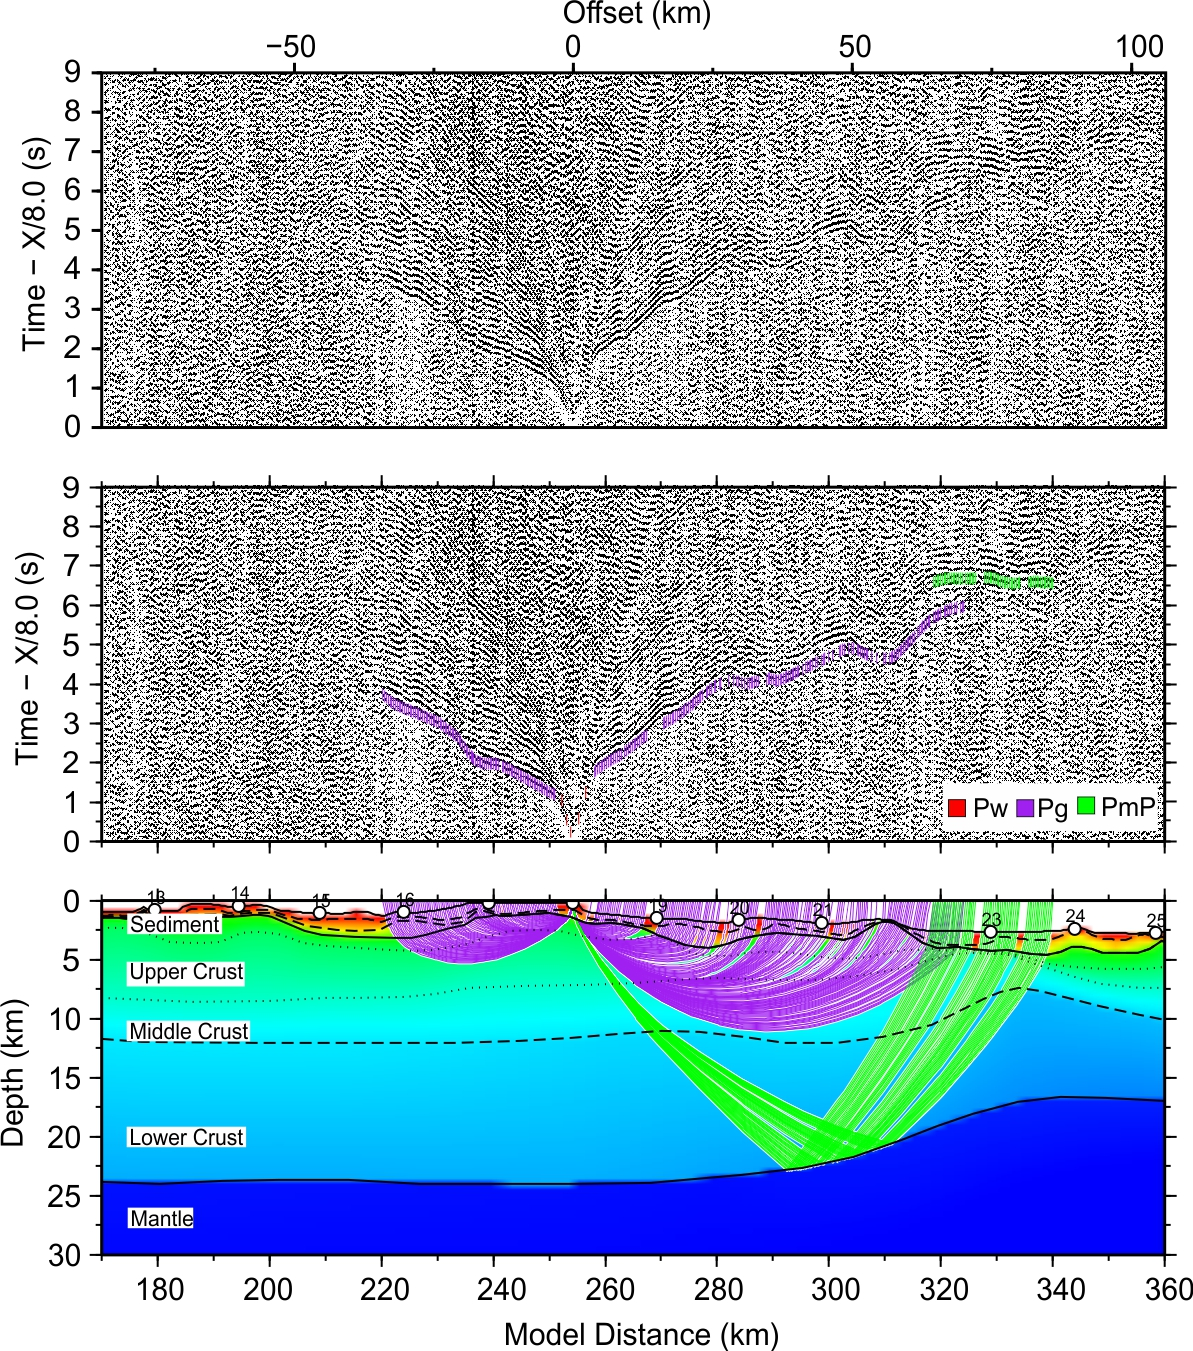 Offset (km)
−50 0 50 100
9
8
7
6
5
4
3
2
1
0
Time − X/8.0 (s)
9
8
7
6
5
4
3
2
1
0
Time − X/8.0 (s)
Pw Pg PmP
0
5
10
15
20
25
30
Depth (km)
13 14 15 16 19 20 21 23 24 25
Sediment
Upper Crust
Middle Crust
Lower Crust
Mantle
180 200 220 240 260 280 300 320 340 360
Model Distance (km)